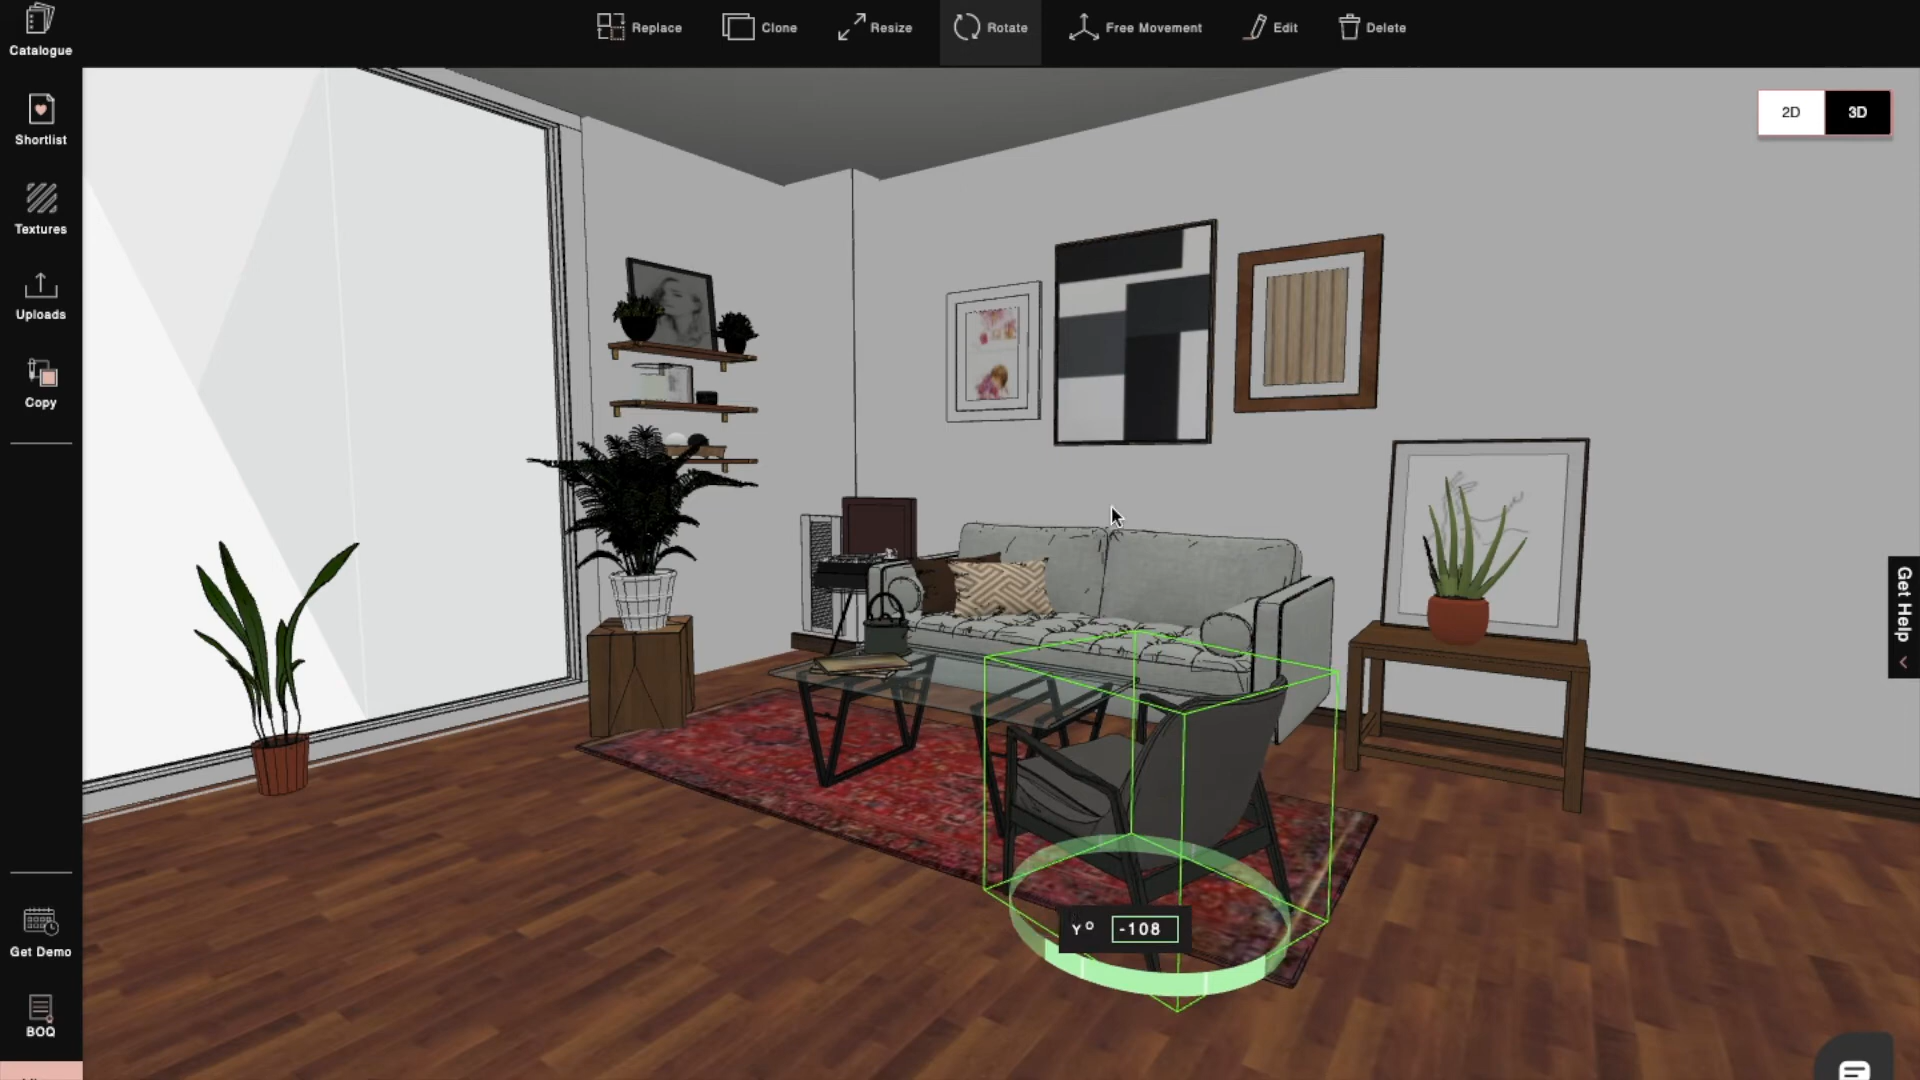 Replace
Clone
Resize
Rotate
Free Movement
Edit
Delete
Catalogue
Shortlist
Textures
Uploads
Copy
Get Demo
BOQ
2D
3D
Get Help
Y° -108